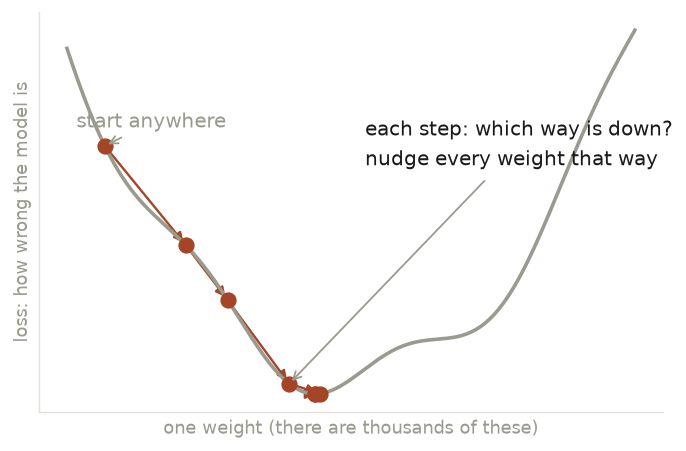 start anywhere
each step: which way is down?
nudge every weight that way
loss: how wrong the model is
one weight (there are thousands of these)